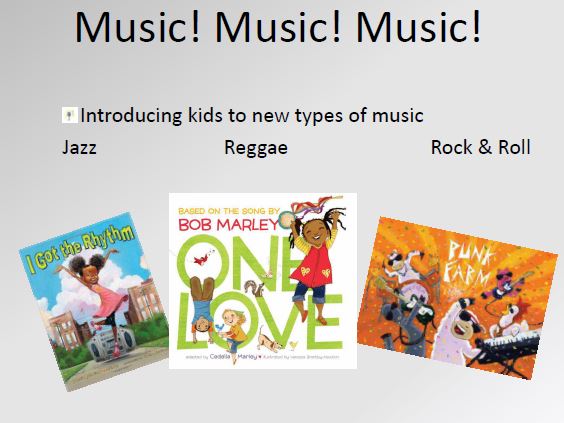 Music! Music! Music!
Introducing kids to new types of music
Jazz Reggae Rock & Roll
I Got the Rhythm
BASED ON THE SONG BY
BOB MARLEY
ONE
LOVE
adapted by Cedella Marley illustrated by Vanessa Brantley-Newton
PUNK
FARM